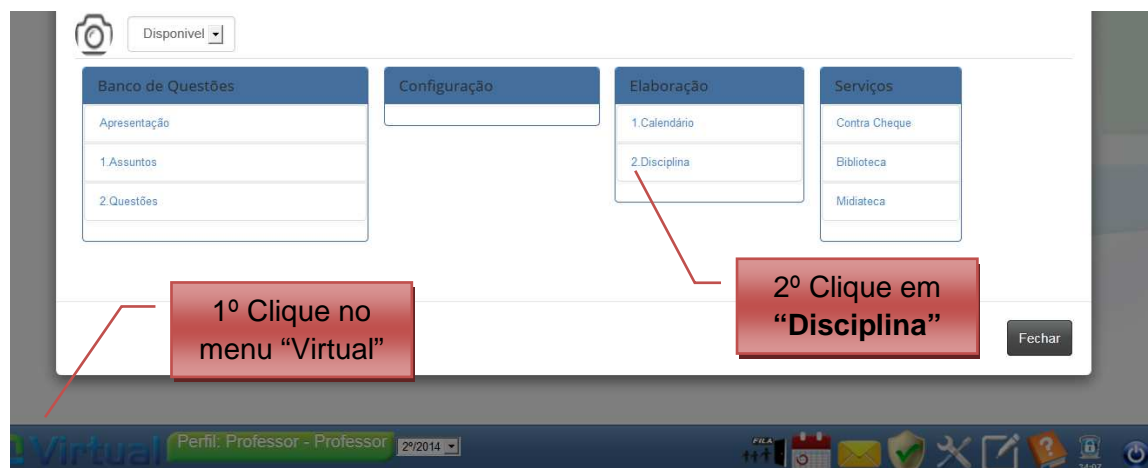 Disponivel
Banco de Questões
Apresentação
1.Assuntos
2.Questões
Configuração
Elaboração
1.Calendário
2.Disciplina
Serviços
Contra Cheque
Biblioteca
Midiateca
1º Clique no
menu “Virtual”
2º Clique em
“Disciplina”
Fechar
Virtual
Perfil: Professor - Professor
2º/2014
FILA